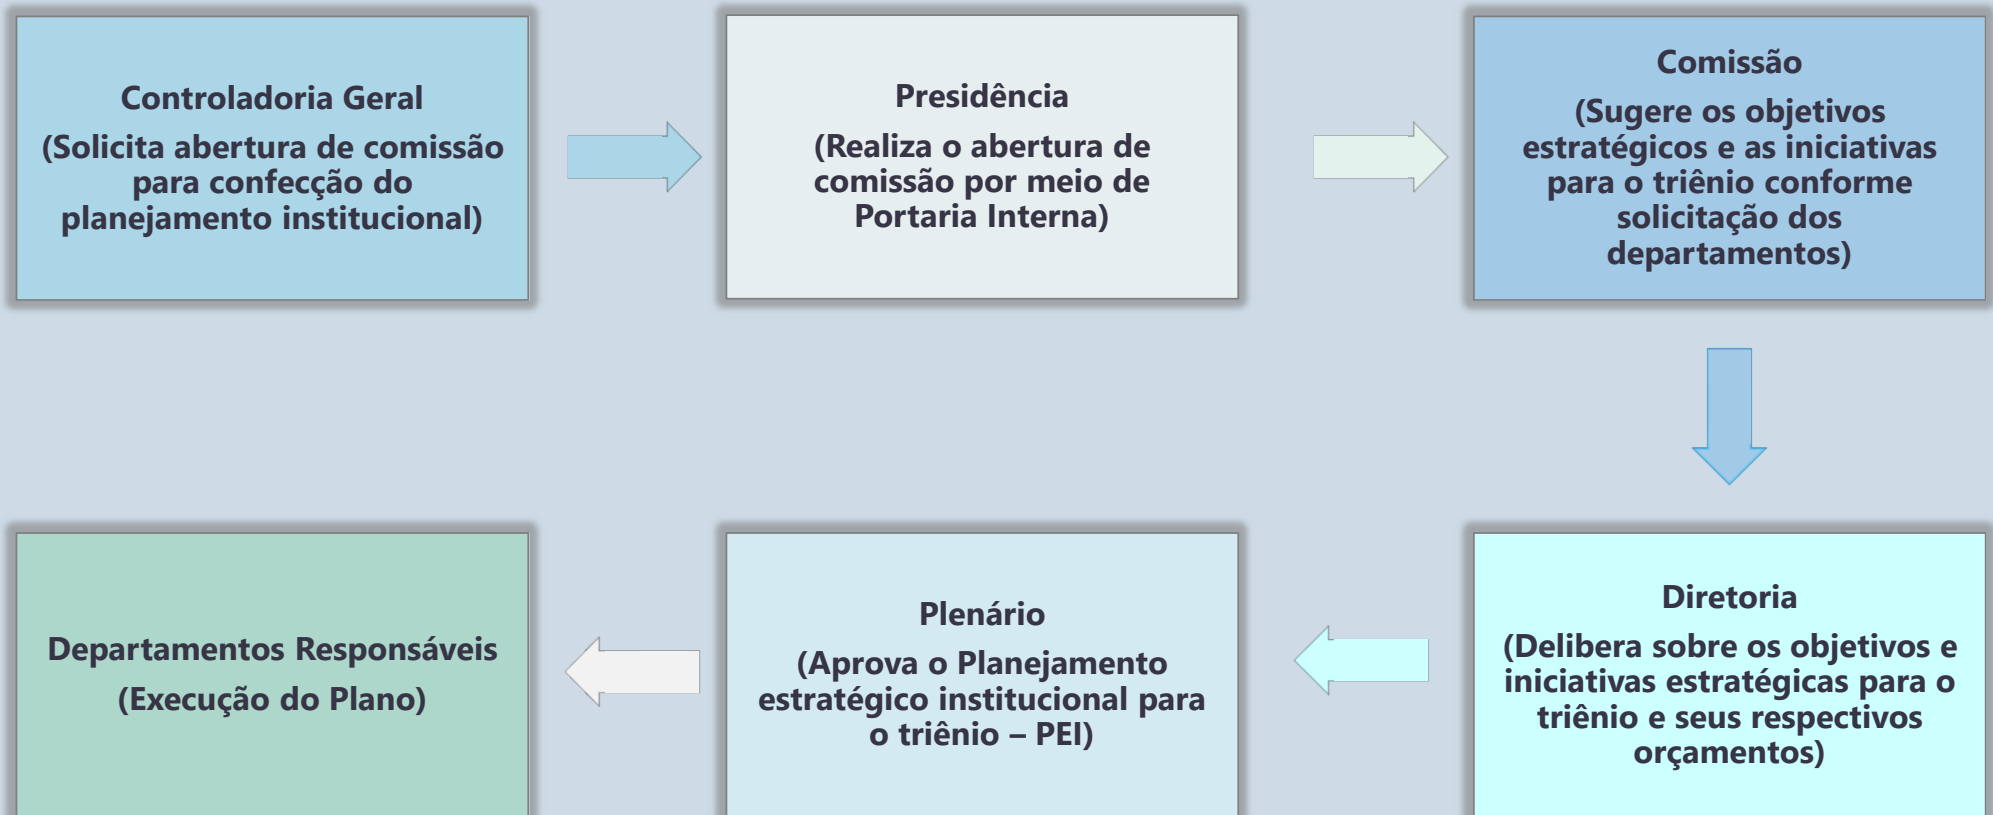 Controladoria Geral
(Solicita abertura de comissão
para confecção do
planejamento institucional)
Presidência
(Realiza o abertura de
comissão por meio de
Portaria Interna)
Comissão
(Sugere os objetivos
estratégicos e as iniciativas
para o triênio conforme
solicitação dos
departamentos)
Diretoria
(Delibera sobre os objetivos e
iniciativas estratégicas para o
triênio e seus respectivos
orçamentos)
Plenário
(Aprova o Planejamento
estratégico institucional para
o triênio – PEI)
Departamentos Responsáveis
(Execução do Plano)